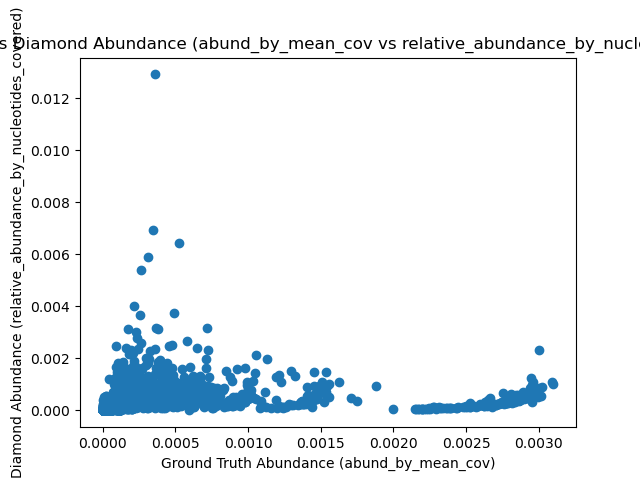 s Diamond Abundance (abund_by_mean_cov vs relative_abundance_by_nucle
Diamond Abundance (relative_abundance_by_nucleotides_covered)
0.012
0.010
0.008
0.006
0.004
0.002
0.000
0.0000 0.0005 0.0010 0.0015 0.0020 0.0025 0.0030
Ground Truth Abundance (abund_by_mean_cov)